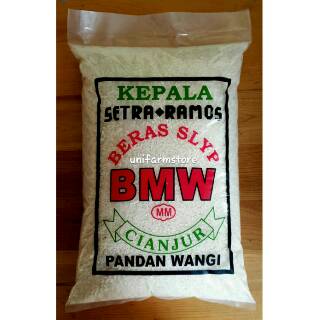 KEPALA
SETRA RAMOS
BERAS SLYP
unifarmstore
BMW
MM
CIANJUR
PANDAN WANGI